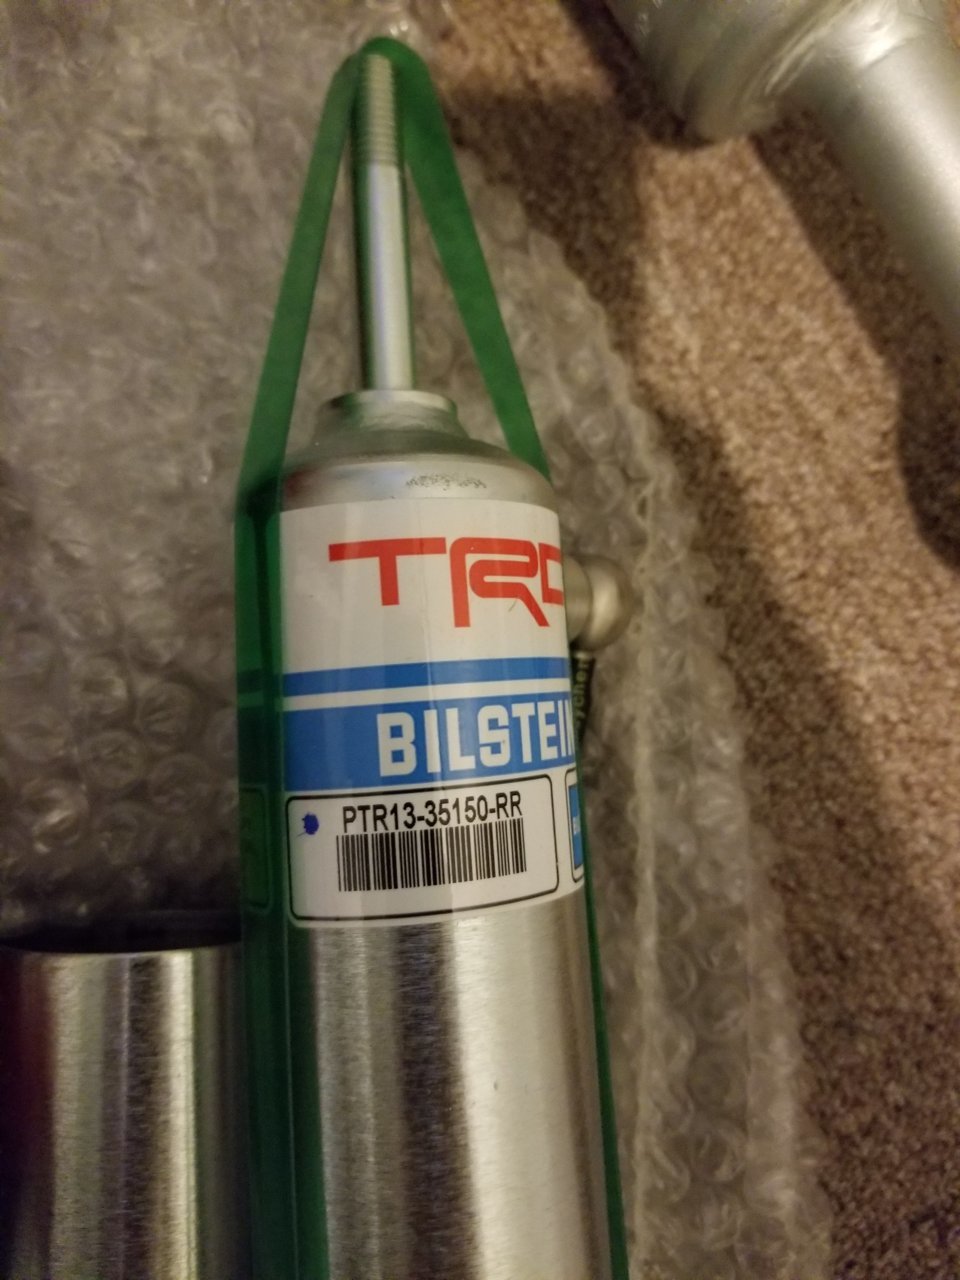 TRD
BILSTEIN
PTR13-35150-RR